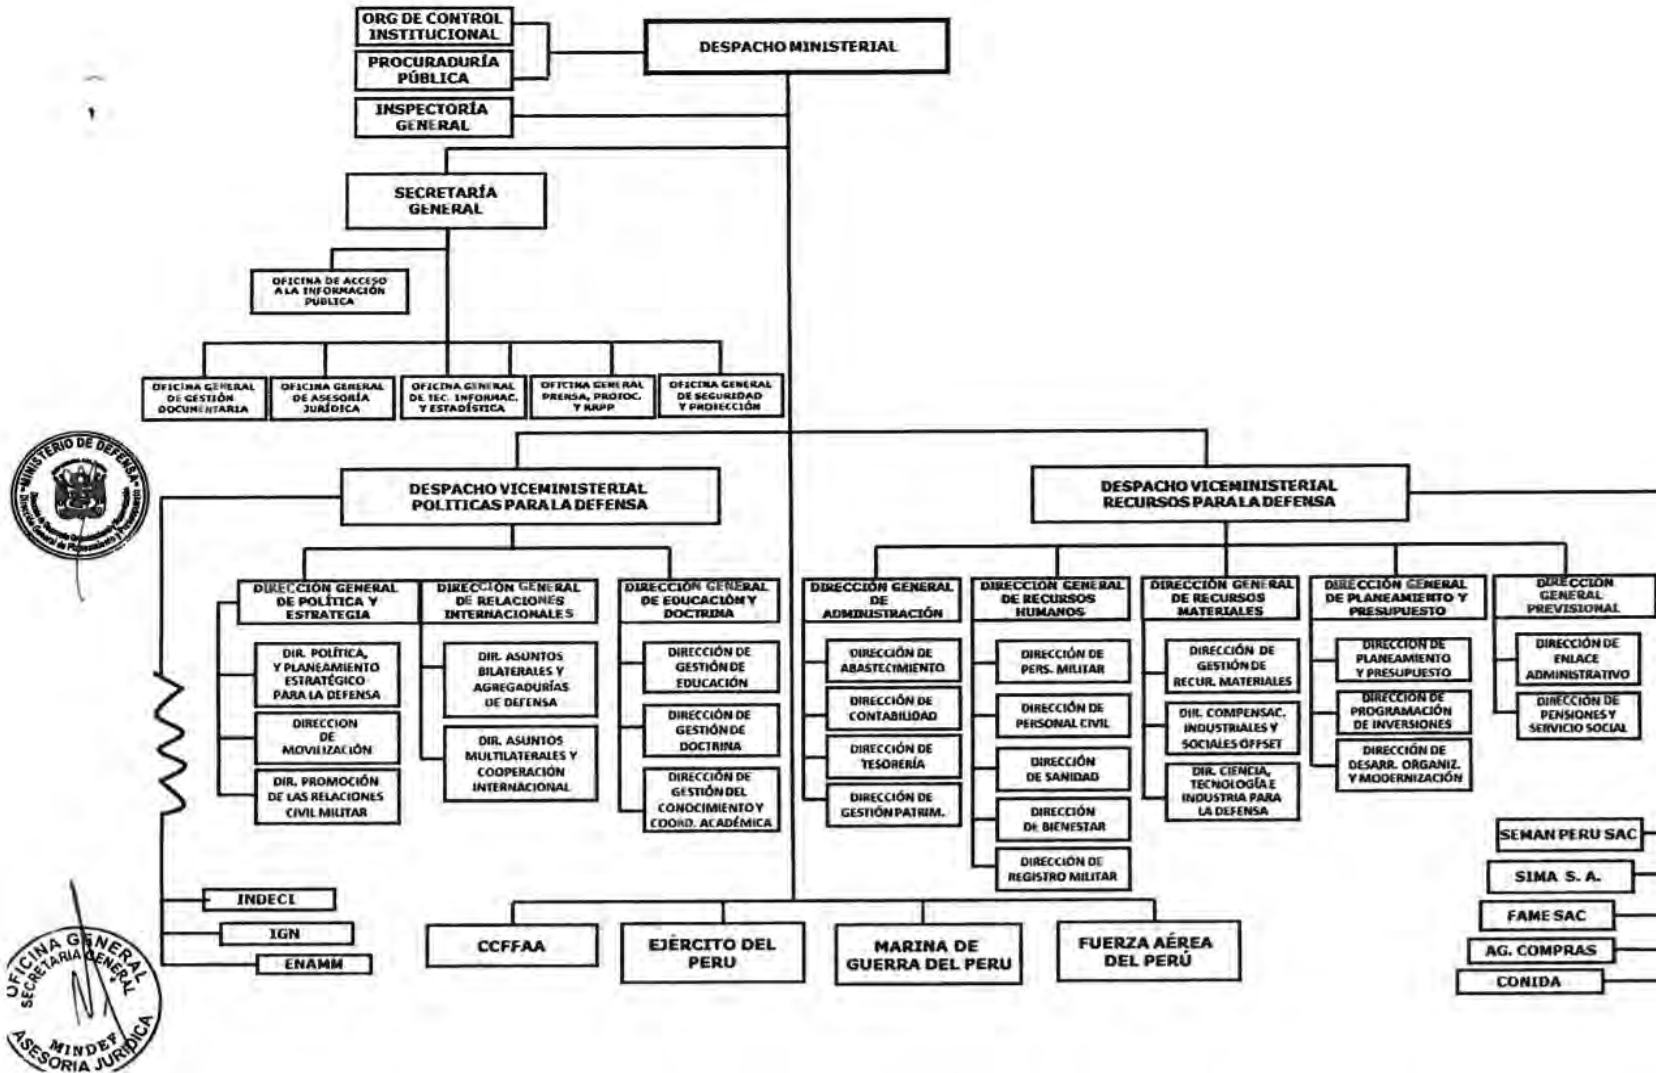 ORG DE CONTROL
INSTITUCIONAL
PROCURADURÍA
PÚBLICA
INSPECTORÍA
GENERAL
DESPACHO MINISTERIAL
SECRETARÍA
GENERAL
OFICINA DE ACCESO
A LA INFORMACIÓN
PÚBLICA
OFICINA GENERAL
DE GESTIÓN
DOCUMENTARIA
OFICINA GENERAL
DE ASESORÍA
JURÍDICA
OFICINA GENERAL
DE TEC. INFORMAC.
Y ESTADÍSTICA
OFICINA GENERAL
PRENSA, PROTOC.
Y RRPP
OFICINA GENERAL
DE SEGURIDAD
Y PROTECCIÓN
MINISTERIO DE DEFENSA
Dirección General de Planeamiento y Presupuesto
DESPACHO VICEMINISTERIAL
POLITICAS PARA LA DEFENSA
DESPACHO VICEMINISTERIAL
RECURSOS PARA LA DEFENSA
DIRECCIÓN GENERAL
DE POLÍTICA Y
ESTRATEGIA
DIR. POLÍTICA,
Y PLANEAMIENTO
ESTRATÉGICO
PARA LA DEFENSA
DIRECCION
DE
MOVILIZACIÓN
DIR. PROMOCIÓN
DE LAS RELACIONES
CIVIL MILITAR
DIRECCIÓN GENERAL
DE RELACIONES
INTERNACIONALES
DIR. ASUNTOS
BILATERALES Y
AGREGADURÍAS
DE DEFENSA
DIR. ASUNTOS
MULTILATERALES Y
COOPERACIÓN
INTERNACIONAL
DIRECCIÓN GENERAL
DE EDUCACIÓN Y
DOCTRINA
DIRECCIÓN DE
GESTIÓN DE
EDUCACIÓN
DIRECCIÓN DE
GESTIÓN DE
DOCTRINA
DIRECCIÓN DE
GESTIÓN DEL
CONOCIMIENTO Y
COORD. ACADÉMICA
DIRECCIÓN GENERAL
DE
ADMINISTRACIÓN
DIRECCIÓN DE
ABASTECIMIENTO
DIRECCIÓN DE
CONTABILIDAD
DIRECCIÓN DE
TESORERÍA
DIRECCIÓN DE
GESTIÓN PATRIM.
DIRECCIÓN GENERAL
DE RECURSOS
HUMANOS
DIRECCIÓN DE
PERS. MILITAR
DIRECCIÓN DE
PERSONAL CIVIL
DIRECCIÓN
DE SANIDAD
DIRECCIÓN
DE BIENESTAR
DIRECCIÓN DE
REGISTRO MILITAR
DIRECCIÓN GENERAL
DE RECURSOS
MATERIALES
DIRECCIÓN DE
GESTIÓN DE
RECUR. MATERIALES
DIR. COMPENSAC.
INDUSTRIALES Y
SOCIALES OFFSET
DIR. CIENCIA,
TECNOLOGÍA E
INDUSTRIA PARA
LA DEFENSA
DIRECCIÓN GENERAL
DE PLANEAMIENTO Y
PRESUPUESTO
DIRECCIÓN DE
PLANEAMIENTO
Y PRESUPUESTO
DIRECCIÓN DE
PROGRAMACIÓN
DE INVERSIONES
DIRECCIÓN DE
DESARR. ORGANIZ.
Y MODERNIZACIÓN
DIRECCIÓN
GENERAL
PREVISIONAL
DIRECCIÓN DE
ENLACE
ADMINISTRATIVO
DIRECCIÓN DE
PENSIONES Y
SERVICIO SOCIAL
INDECI
IGN
ENAMM
CCFFAA
EJÉRCITO DEL
PERU
MARINA DE
GUERRA DEL PERU
FUERZA AÉREA
DEL PERÚ
SEMAN PERU SAC
SIMA S. A.
FAME SAC
AG. COMPRAS
CONIDA
OFICINA GENERAL
SECRETARIA GENERAL
MINDEF
ASESORIA JURIDICA